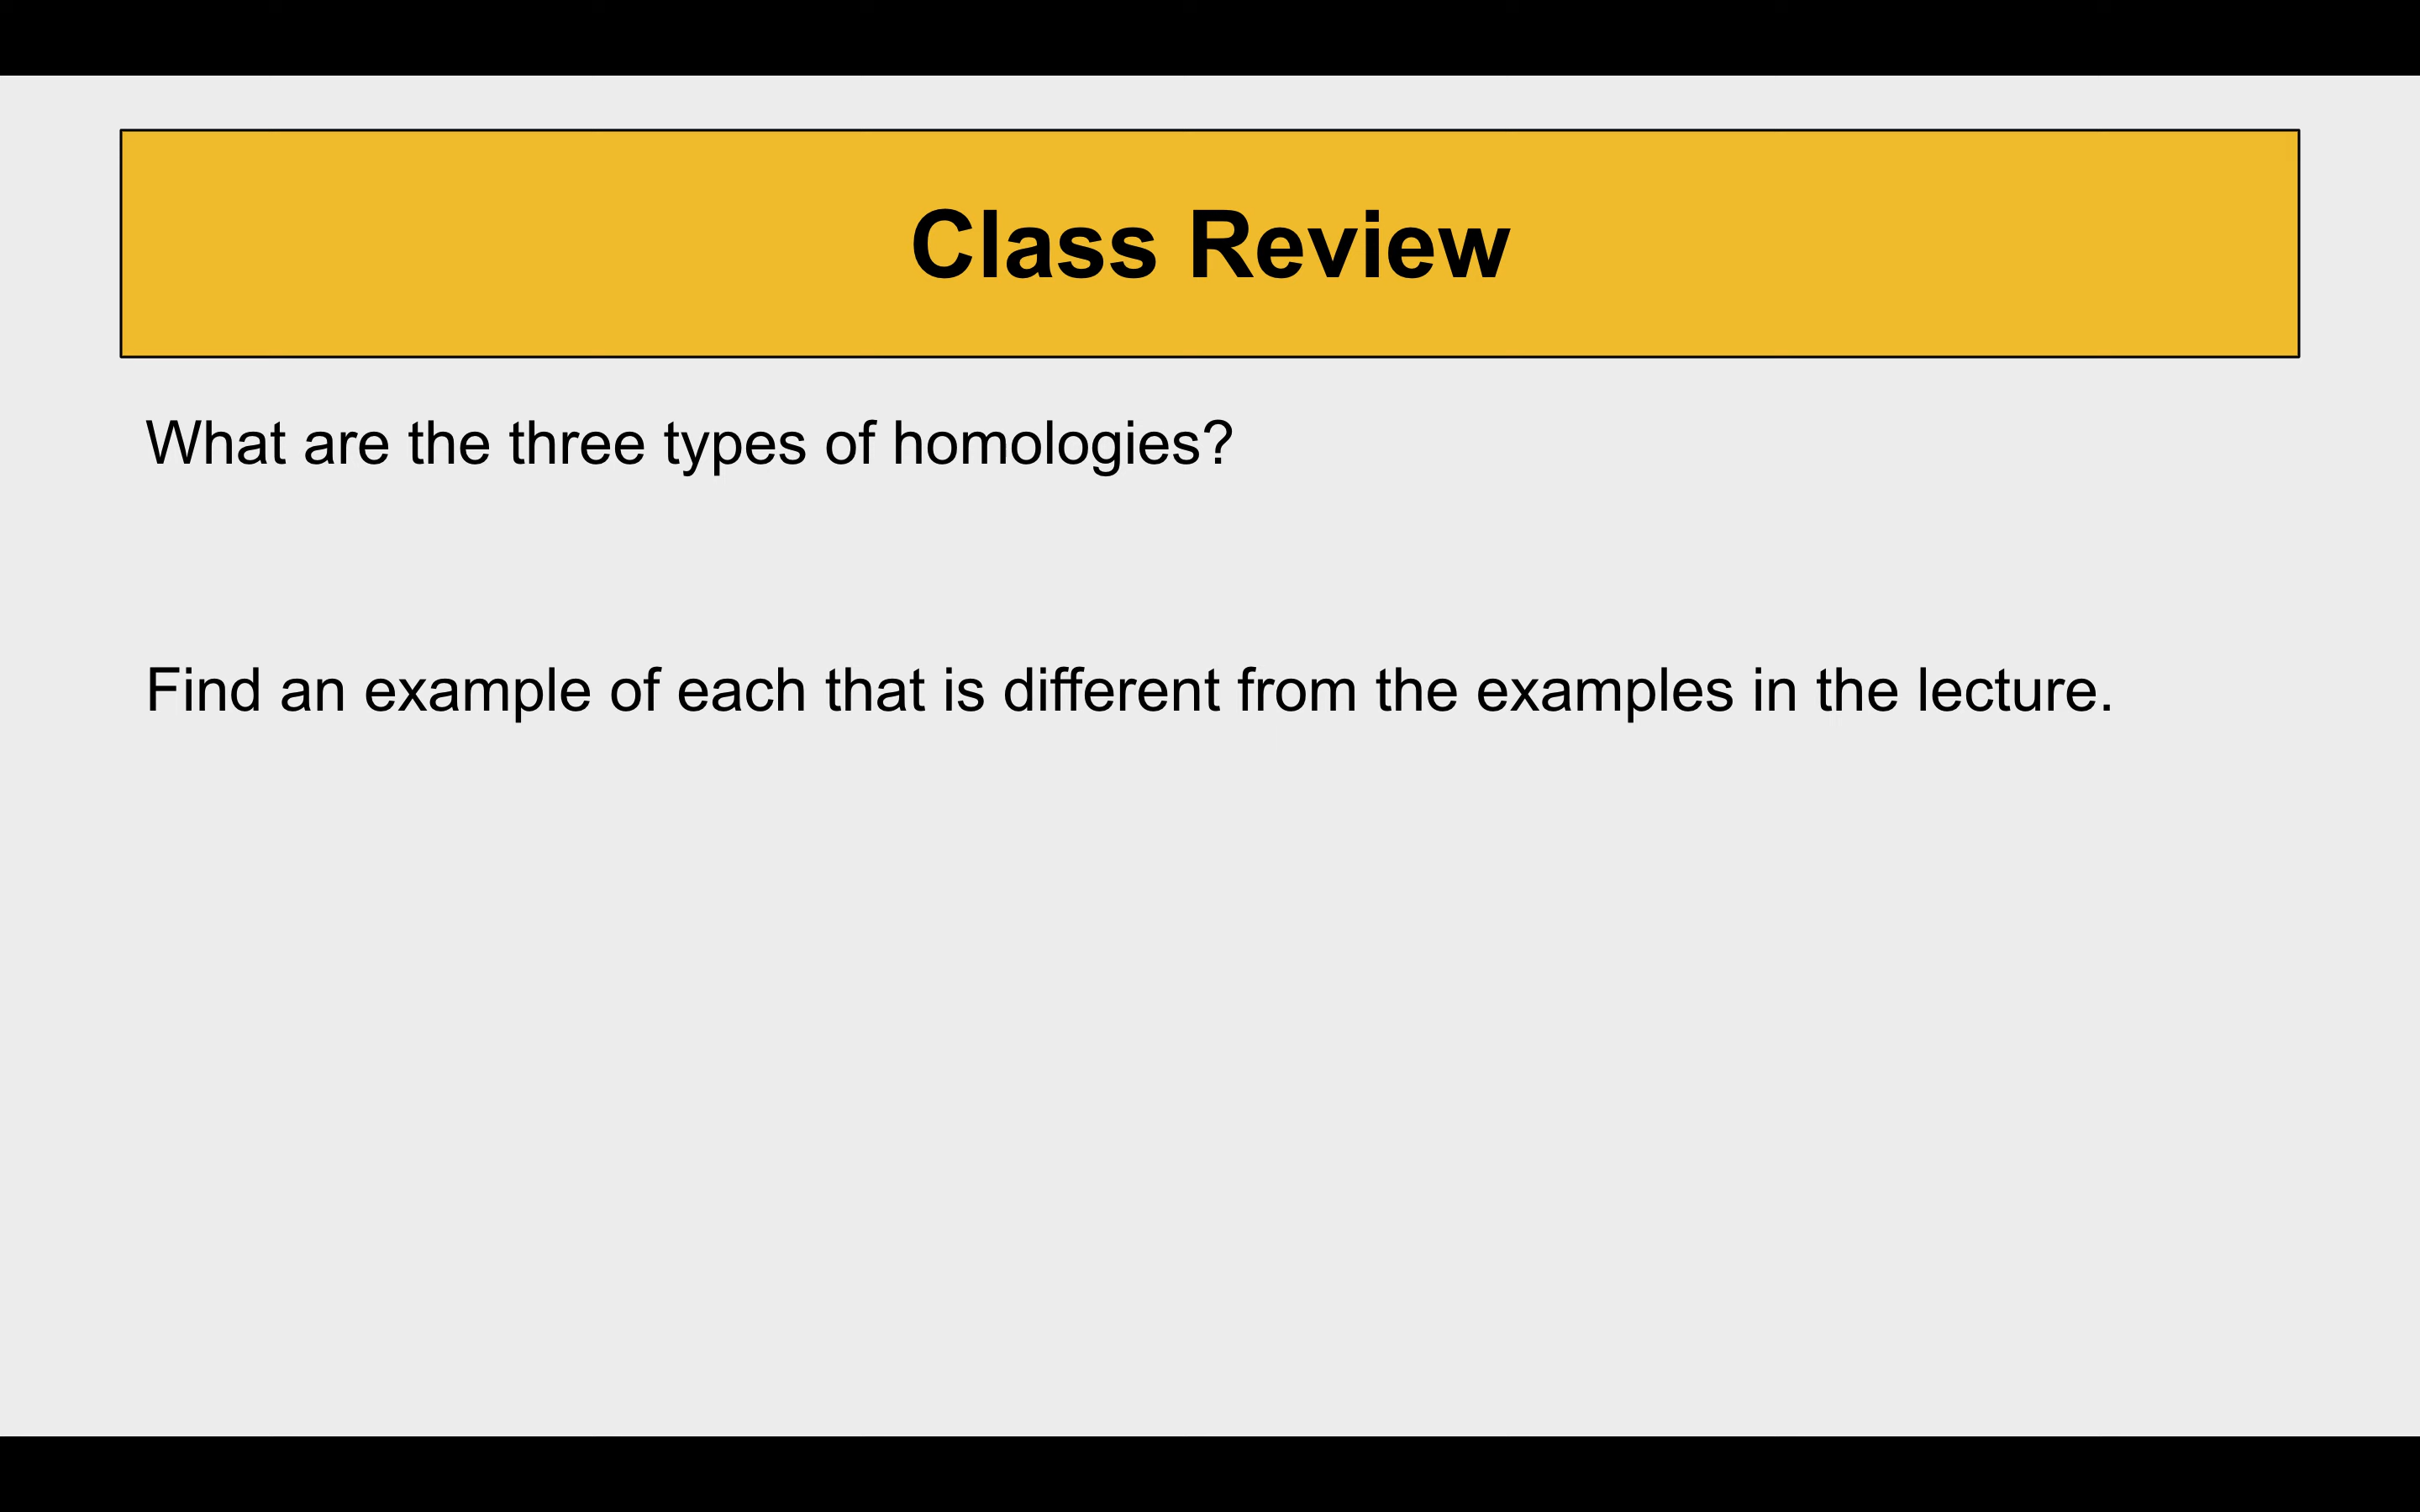 Class Review
What are the three types of homologies?
Find an example of each that is different from the examples in the lecture.